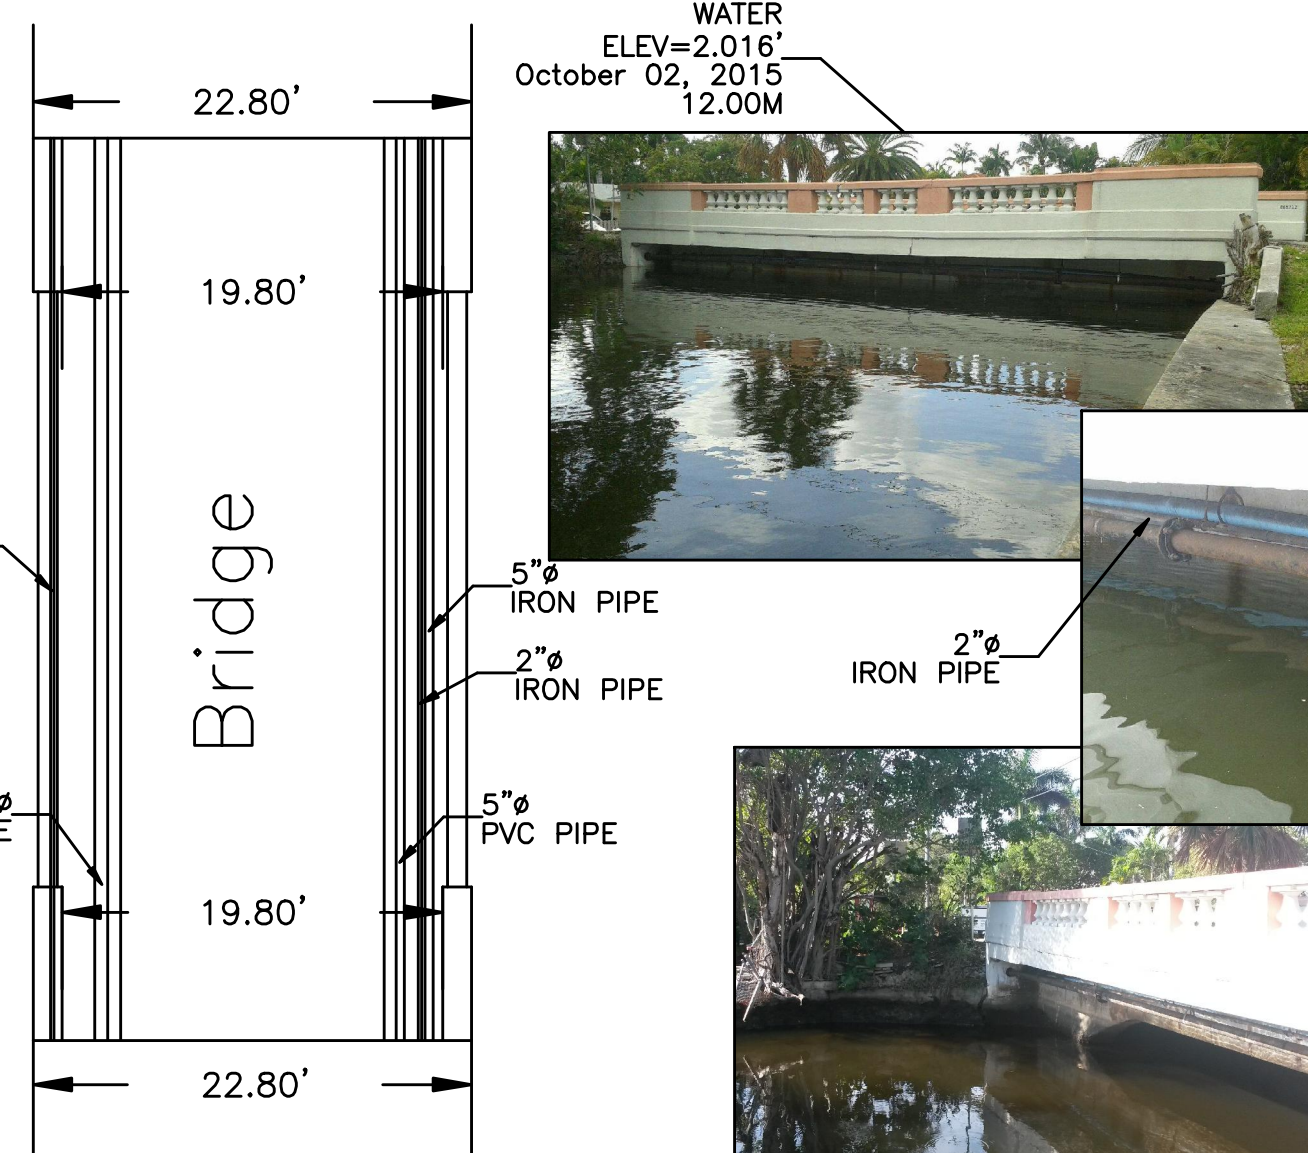 WATER
ELEV=2.016'
October 02, 2015
12.00M
22.80'
19.80'
Bridge
5"ø
IRON PIPE
2"ø
IRON PIPE
2"ø
IRON PIPE
5"ø
PVC PIPE
19.80'
22.80'